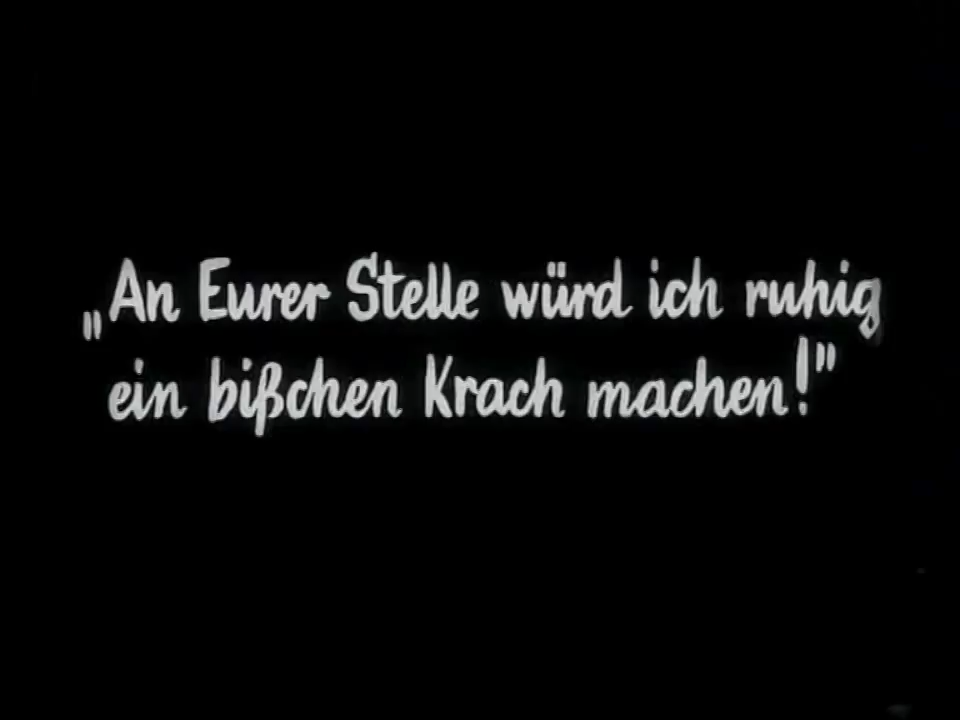 „An Eurer Stelle würd ich ruhig
ein bißchen Krach machen!"